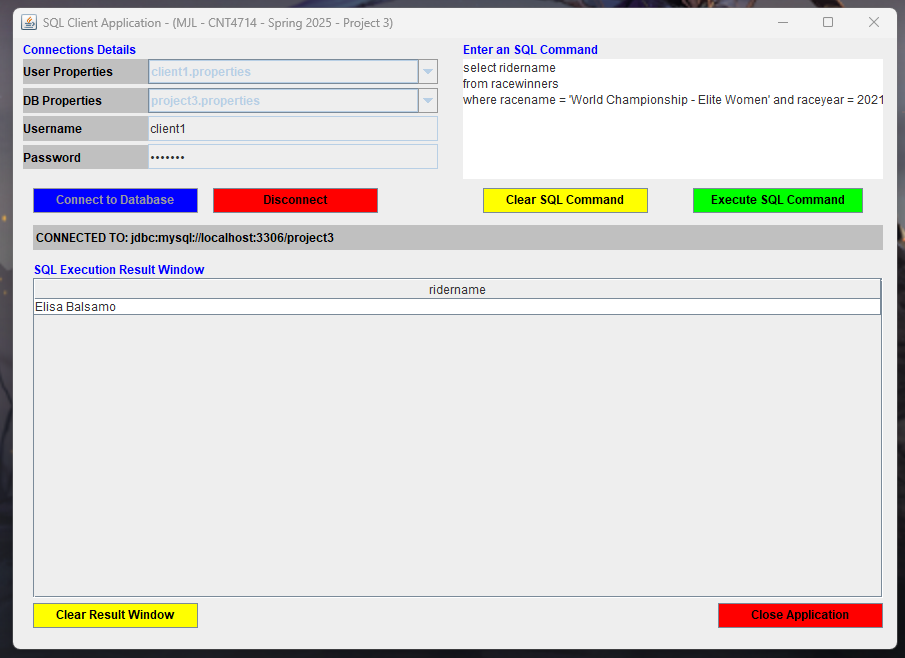 SQL Client Application - (MJL - CNT4714 - Spring 2025 - Project 3)
Connections Details
User Properties
client1.properties
DB Properties
project3.properties
Username
client1
Password
•••••••
Connect to Database
Disconnect
Enter an SQL Command
select ridername
from racewinners
where racename = 'World Championship - Elite Women' and raceyear = 2021
Clear SQL Command
Execute SQL Command
CONNECTED TO: jdbc:mysql://localhost:3306/project3
SQL Execution Result Window
ridername
Elisa Balsamo
Clear Result Window
Close Application